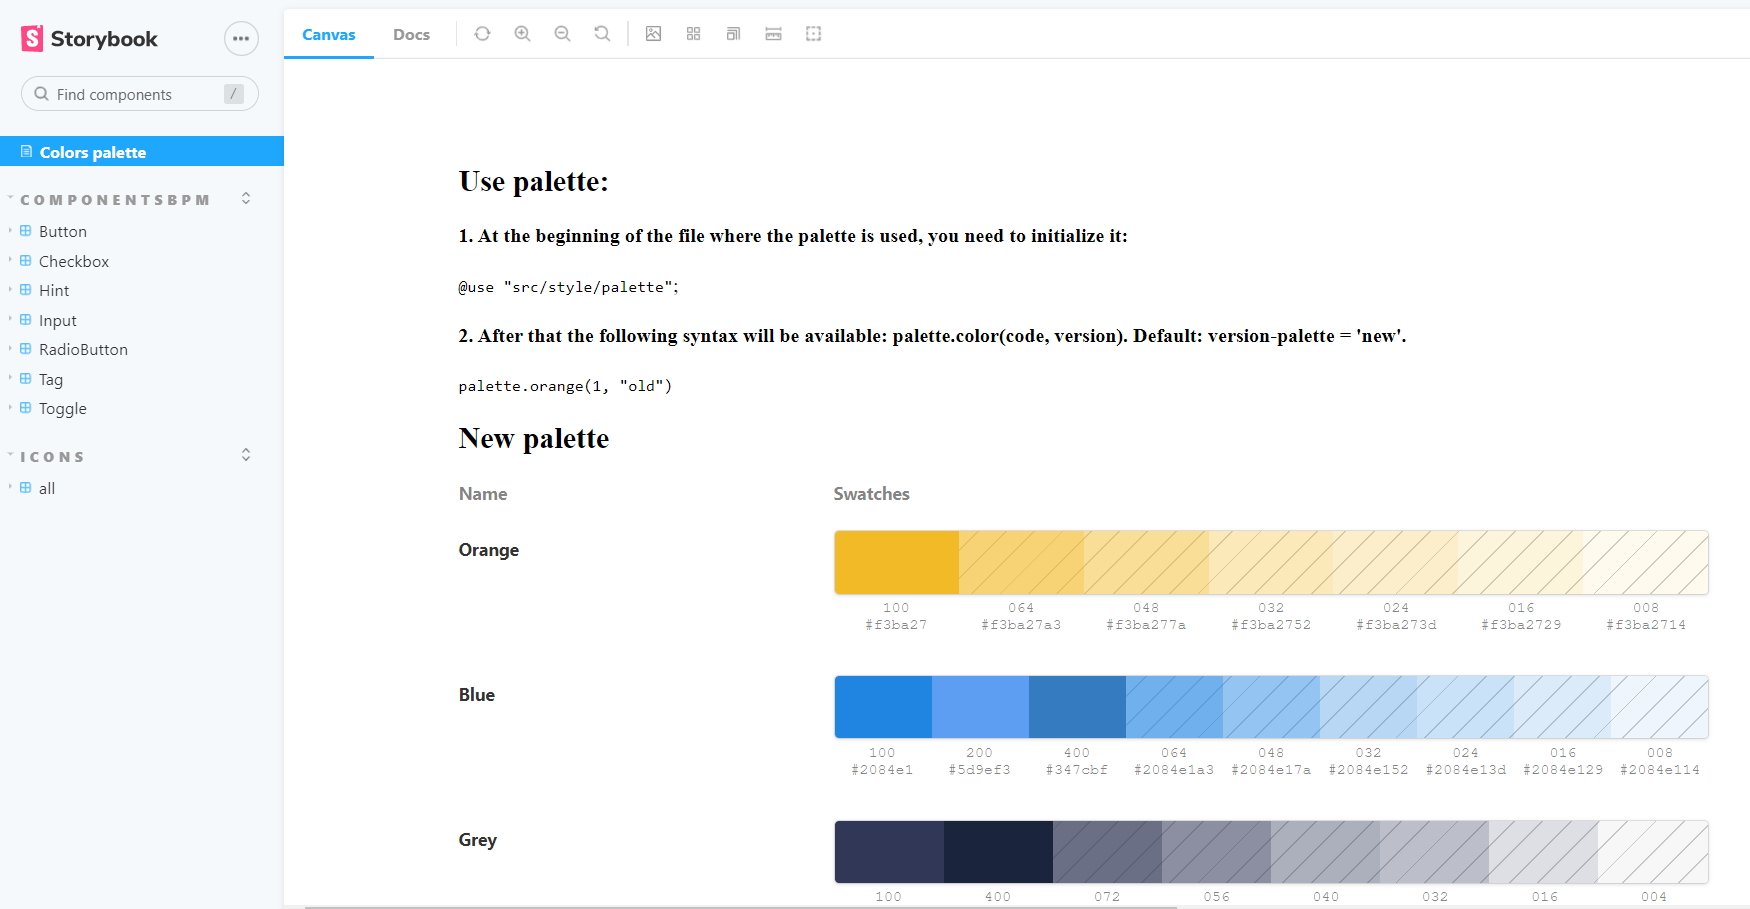 Storybook
Find components
/
Colors palette
COMPONENTSBPM
Button
Checkbox
Hint
Input
RadioButton
Tag
Toggle
ICONS
all
Canvas
Docs
Use palette:
1. At the beginning of the file where the palette is used, you need to initialize it:
@use "src/style/palette";
2. After that the following syntax will be available: palette.color(code, version). Default: version-palette = 'new'.
palette.orange(1, "old")
New palette
Name Swatches
Orange
100 064 048 032 024 016 008
#f3ba27 #f3ba27a3 #f3ba277a #f3ba2752 #f3ba273d #f3ba2729 #f3ba2714
Blue
100 200 400 064 048 032 024 016 008
#2084e1 #5d9ef3 #347cbf #2084e1a3 #2084e17a #2084e152 #2084e13d #2084e129 #2084e114
Grey
100 400 072 056 040 032 016 004